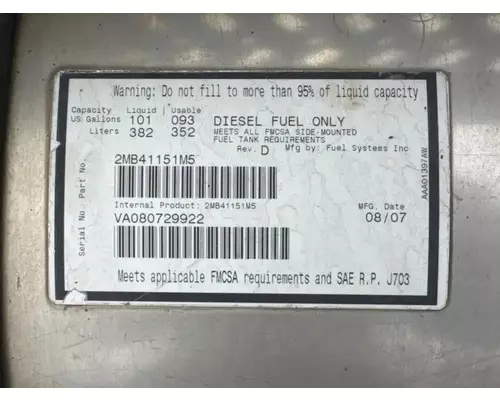 Warning: Do not fill to more than 95% of liquid capacity
Capacity Liquid Usable
US Gallons 101 093
Liters 382 352
DIESEL FUEL ONLY
MEETS ALL FMCSA SIDE-MOUNTED
FUEL TANK REQUIREMENTS
Rev. D Mfg by: Fuel Systems Inc
Part No.
2MB41151M5
Internal Product: 2MB41151M5
Serial No.
VA080729922
MFG. Date
08/07
AAA01397AW
Meets applicable FMCSA requirements and SAE R.P. J703